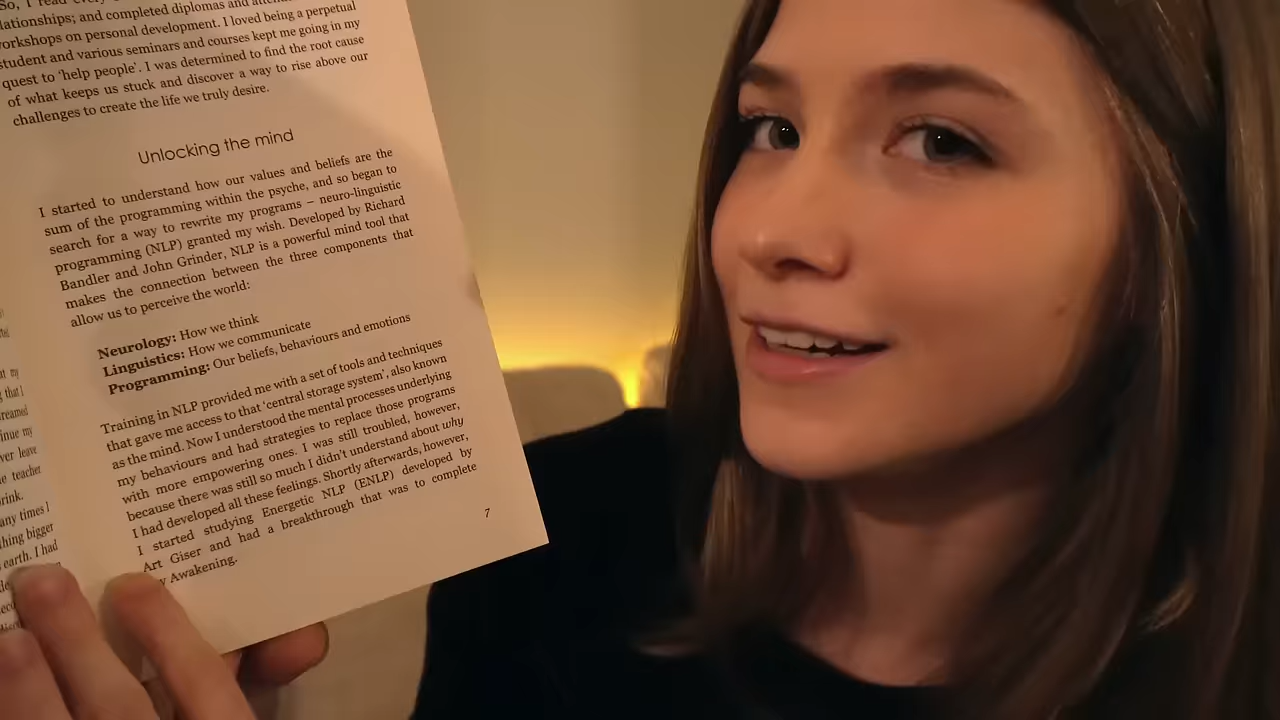 So, I read every
lationships; and completed diplomas and
workshops on personal development. I loved being a perpetual
student and various seminars and courses kept me going in my
quest to ‘help people’. I was determined to find the root cause
of what keeps us stuck and discover a way to rise above our
challenges to create the life we truly desire.
Unlocking the mind
I started to understand how our values and beliefs are the
sum of the programming within the psyche, and so began to
search for a way to rewrite my programs – neuro-linguistic
programming (NLP) granted my wish. Developed by Richard
Bandler and John Grinder, NLP is a powerful mind tool that
makes the connection between the three components that
allow us to perceive the world:
Neurology: How we think
Linguistics: How we communicate
Programming: Our beliefs, behaviours and emotions
Training in NLP provided me with a set of tools and techniques
that gave me access to that ‘central storage system’, also known
as the mind. Now I understood the mental processes underlying
my behaviours and had strategies to replace those programs
with more empowering ones. I was still troubled, however,
because there was still so much I didn’t understand about why
I had developed all these feelings. Shortly afterwards, however,
I started studying Energetic NLP (ENLP) developed by
Art Giser and had a breakthrough that was to complete
Awakening.
7